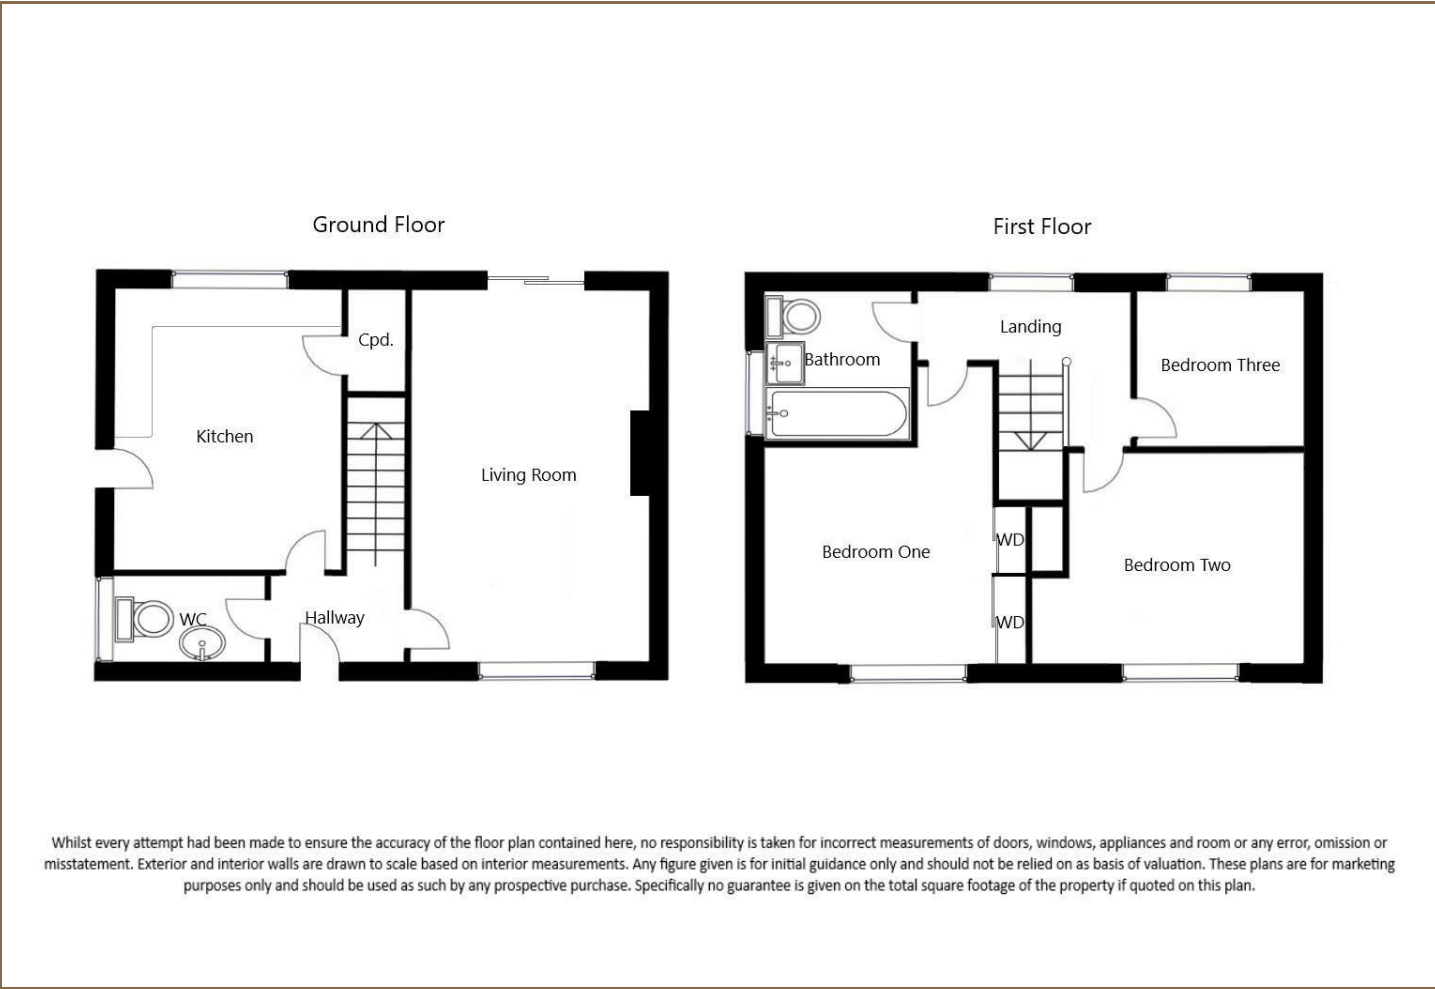 Ground Floor
First Floor
Cpd.
Kitchen
Living Room
WC
Hallway
Landing
Bathroom
Bedroom Three
Bedroom One
WD
Bedroom Two
WD
Whilst every attempt had been made to ensure the accuracy of the floor plan contained here, no responsibility is taken for incorrect measurements of doors, windows, appliances and room or any error, omission or
misstatement. Exterior and interior walls are drawn to scale based on interior measurements. Any figure given is for initial guidance only and should not be relied on as basis of valuation. These plans are for marketing
purposes only and should be used as such by any prospective purchase. Specifically no guarantee is given on the total square footage of the property if quoted on this plan.